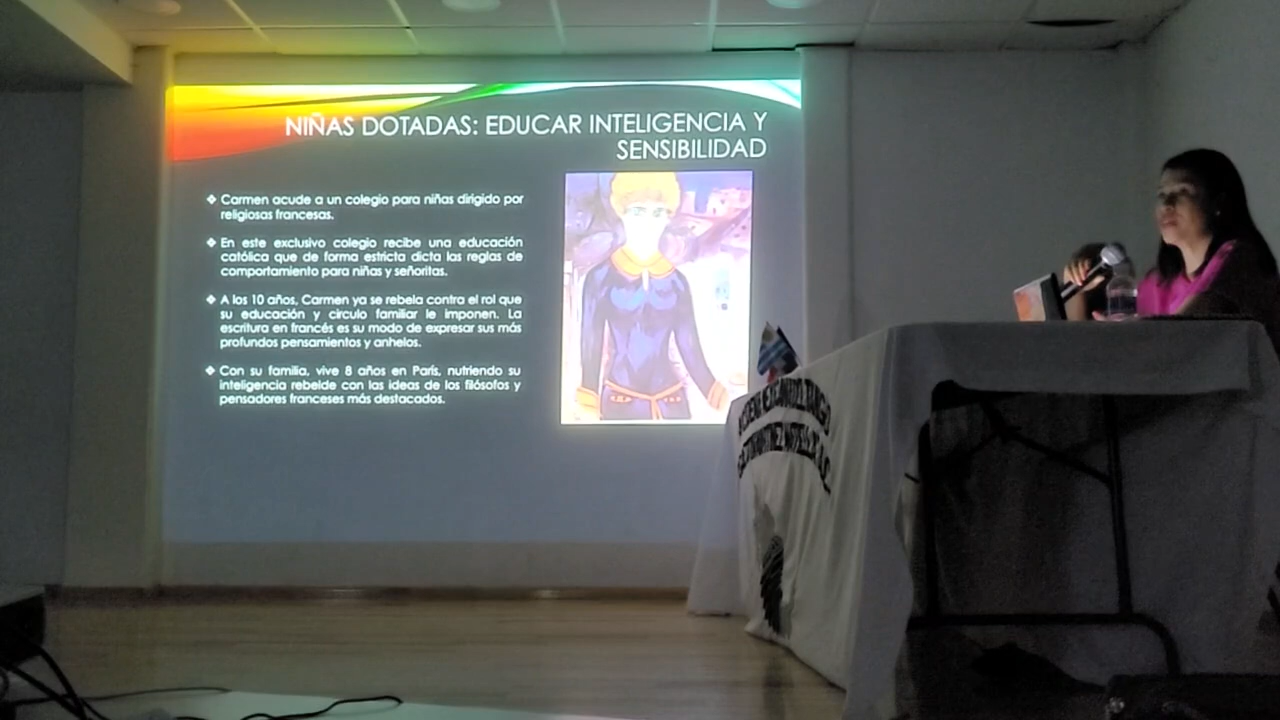 NIÑAS DOTADAS: EDUCAR INTELIGENCIA Y
SENSIBILIDAD
❖ Carmen acude a un colegio para niñas dirigido por
religiosas francesas.
❖ En este exclusivo colegio recibe una educación
católica que de forma estricta dicta las reglas de
comportamiento para niñas y señoritas.
❖ A los 10 años, Carmen ya se rebela contra el rol que
su educación y circulo familiar le imponen. La
escritura en francés es su modo de expresar sus más
profundos pensamientos y anhelos.
❖ Con su familia, vive 8 años en París, nutriendo su
inteligencia rebelde con las ideas de los filósofos y
pensadores franceses más destacados.